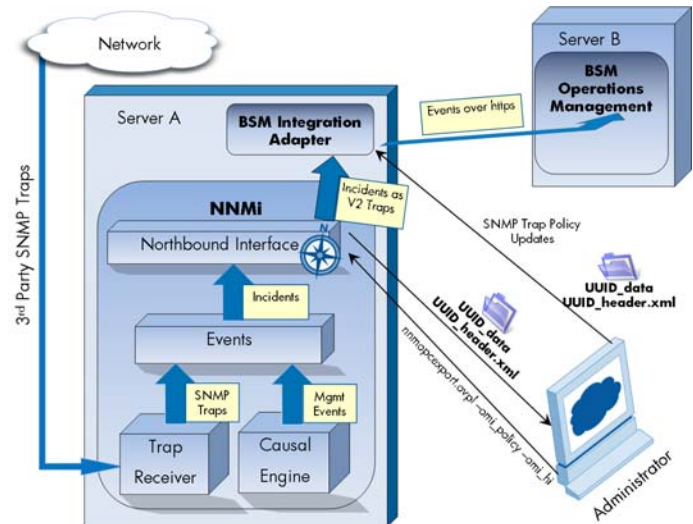 Network
Server B
BSM
Operations
Management
Server A
BSM Integration
Adapter
Events over https
Incidents as
V2 Traps
NNMi
N
Northbound Interface
SNMP Trap Policy
Updates
UUID_data
UUID_header.xml
3rd Party SNMP Traps
Incidents
UUID_data
UUID_header.xml
Events
nnmopcexport.ovpl –omi_policy –omi_hi
SNMP
Traps
Mgmt
Events
Trap
Receiver
Causal
Engine
Administrator